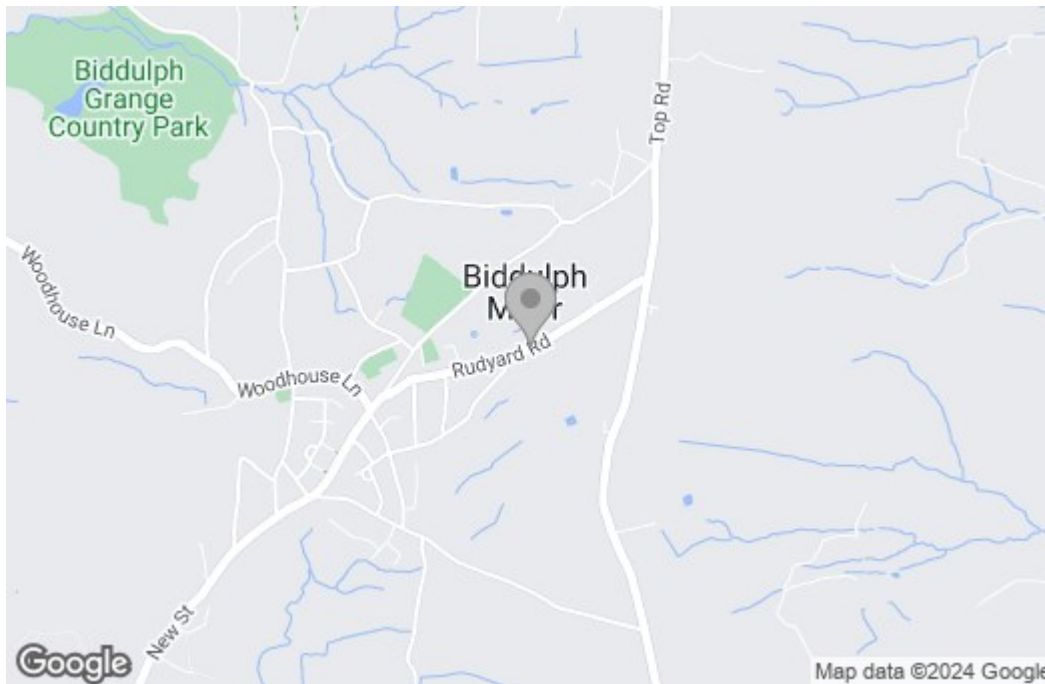 Biddulph
Grange
Country Park
Top Rd
Biddulph
Woodhouse Ln
Rudyard Rd
Woodhouse Ln
New St
Google
Map data ©2024 Google